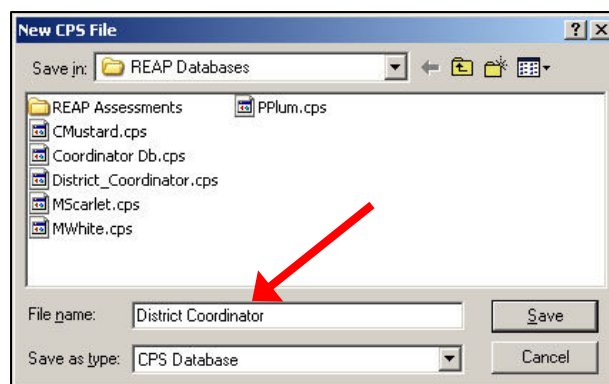 New CPS File
Save in: REAP Databases
REAP Assessments PPlum.cps
CMustard.cps
Coordinator Db.cps
District_Coordinator.cps
MScarlet.cps
MWhite.cps
File name: District Coordinator Save
Save as type: CPS Database Cancel